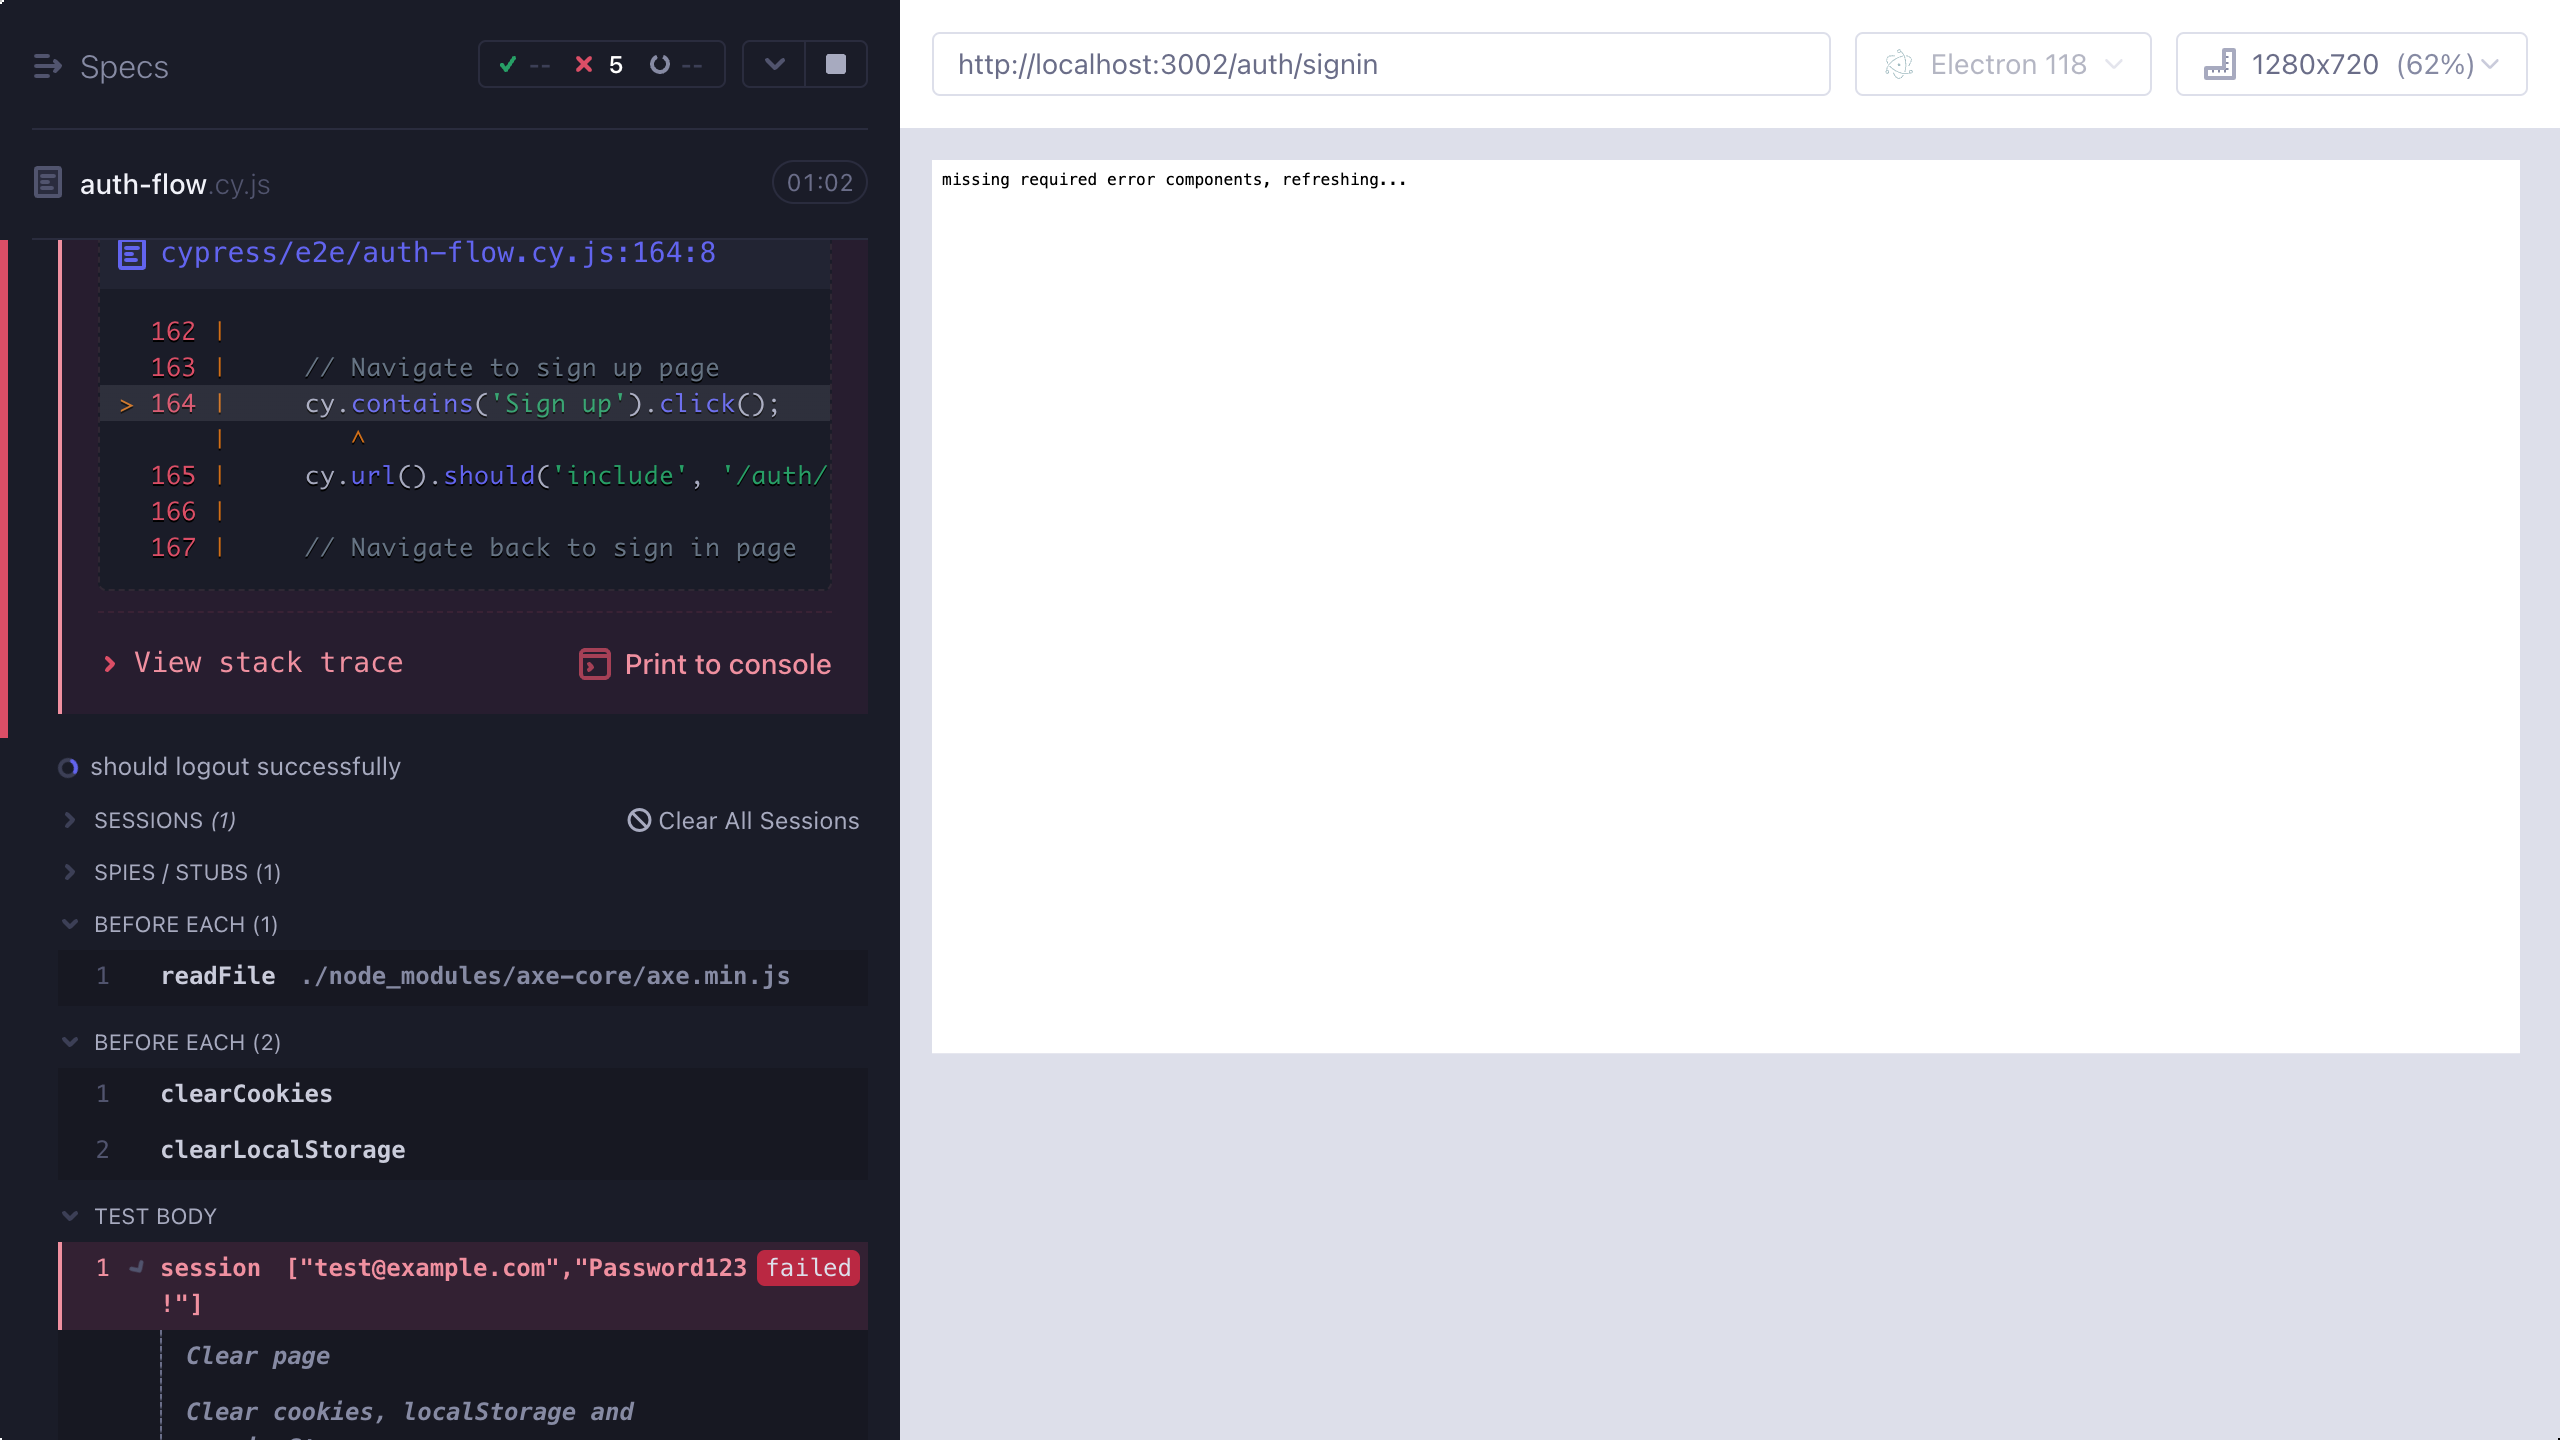 Specs
-- 5 --
auth-flow.cy.js
01:02
cypress/e2e/auth-flow.cy.js:164:8
162 |
163 | // Navigate to sign up page
> 164 | cy.contains('Sign up').click();
| ^
165 | cy.url().should('include', '/auth/
166 |
167 | // Navigate back to sign in page
View stack trace
Print to console
should logout successfully
SESSIONS (1)
Clear All Sessions
SPIES / STUBS (1)
BEFORE EACH (1)
1 readFile ./node_modules/axe-core/axe.min.js
BEFORE EACH (2)
1 clearCookies
2 clearLocalStorage
TEST BODY
1 session ["test@example.com","Password123 failed
!"]
Clear page
Clear cookies, localStorage and
http://localhost:3002/auth/signin
Electron 118
1280x720 (62%)
missing required error components, refreshing...